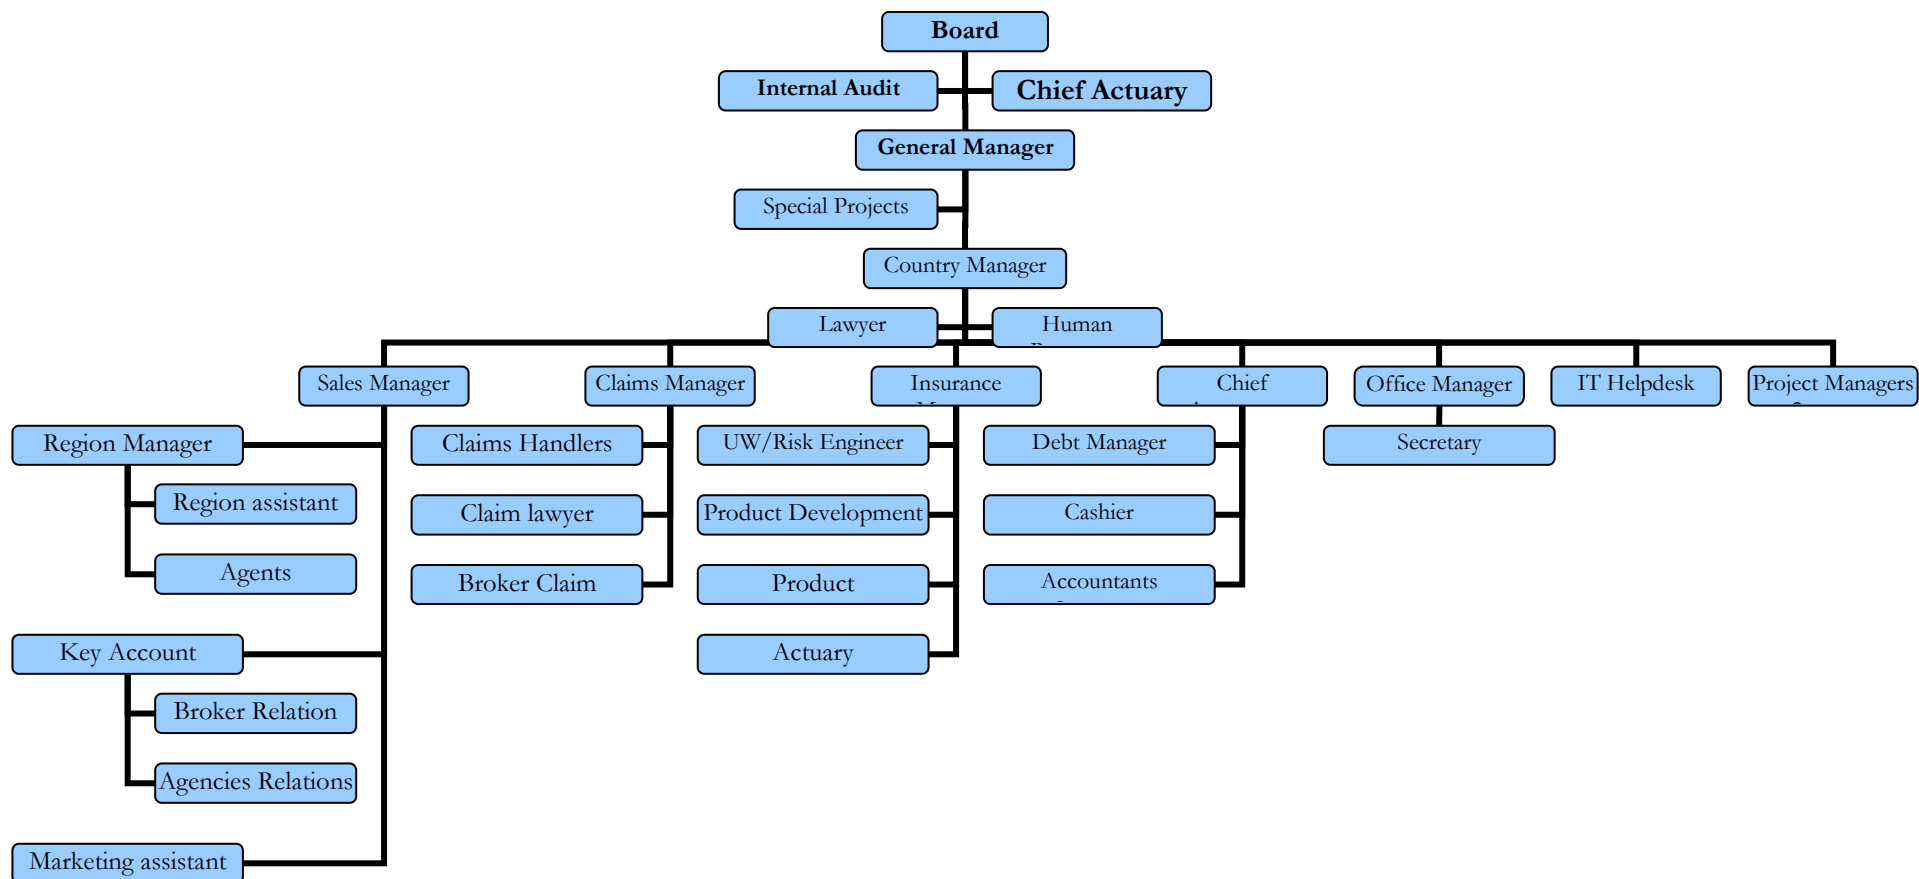 Board
Internal Audit
Chief Actuary
General Manager
Special Projects
Country Manager
Lawyer
Human
Sales Manager
Claims Manager
Insurance
Chief
Office Manager
IT Helpdesk
Project Managers
Region Manager
Claims Handlers
UW/Risk Engineer
Debt Manager
Secretary
Region assistant
Claim lawyer
Product Development
Cashier
Agents
Broker Claim
Product
Accountants
Key Account
Actuary
Broker Relation
Agencies Relations
Marketing assistant